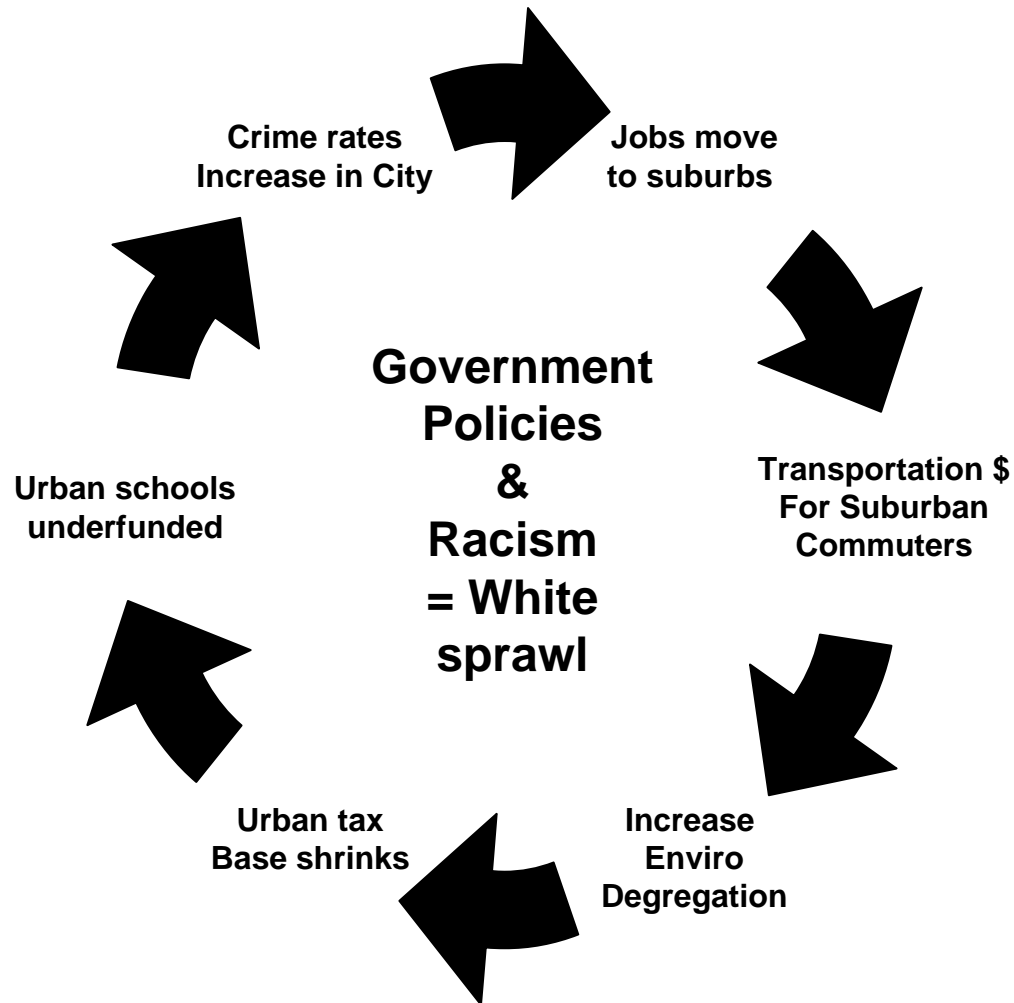 Crime rates
Increase in City
Jobs move
to suburbs
Government
Policies
&
Racism
= White
sprawl
Urban schools
underfunded
Transportation $
For Suburban
Commuters
Urban tax
Base shrinks
Increase
Enviro
Degregation